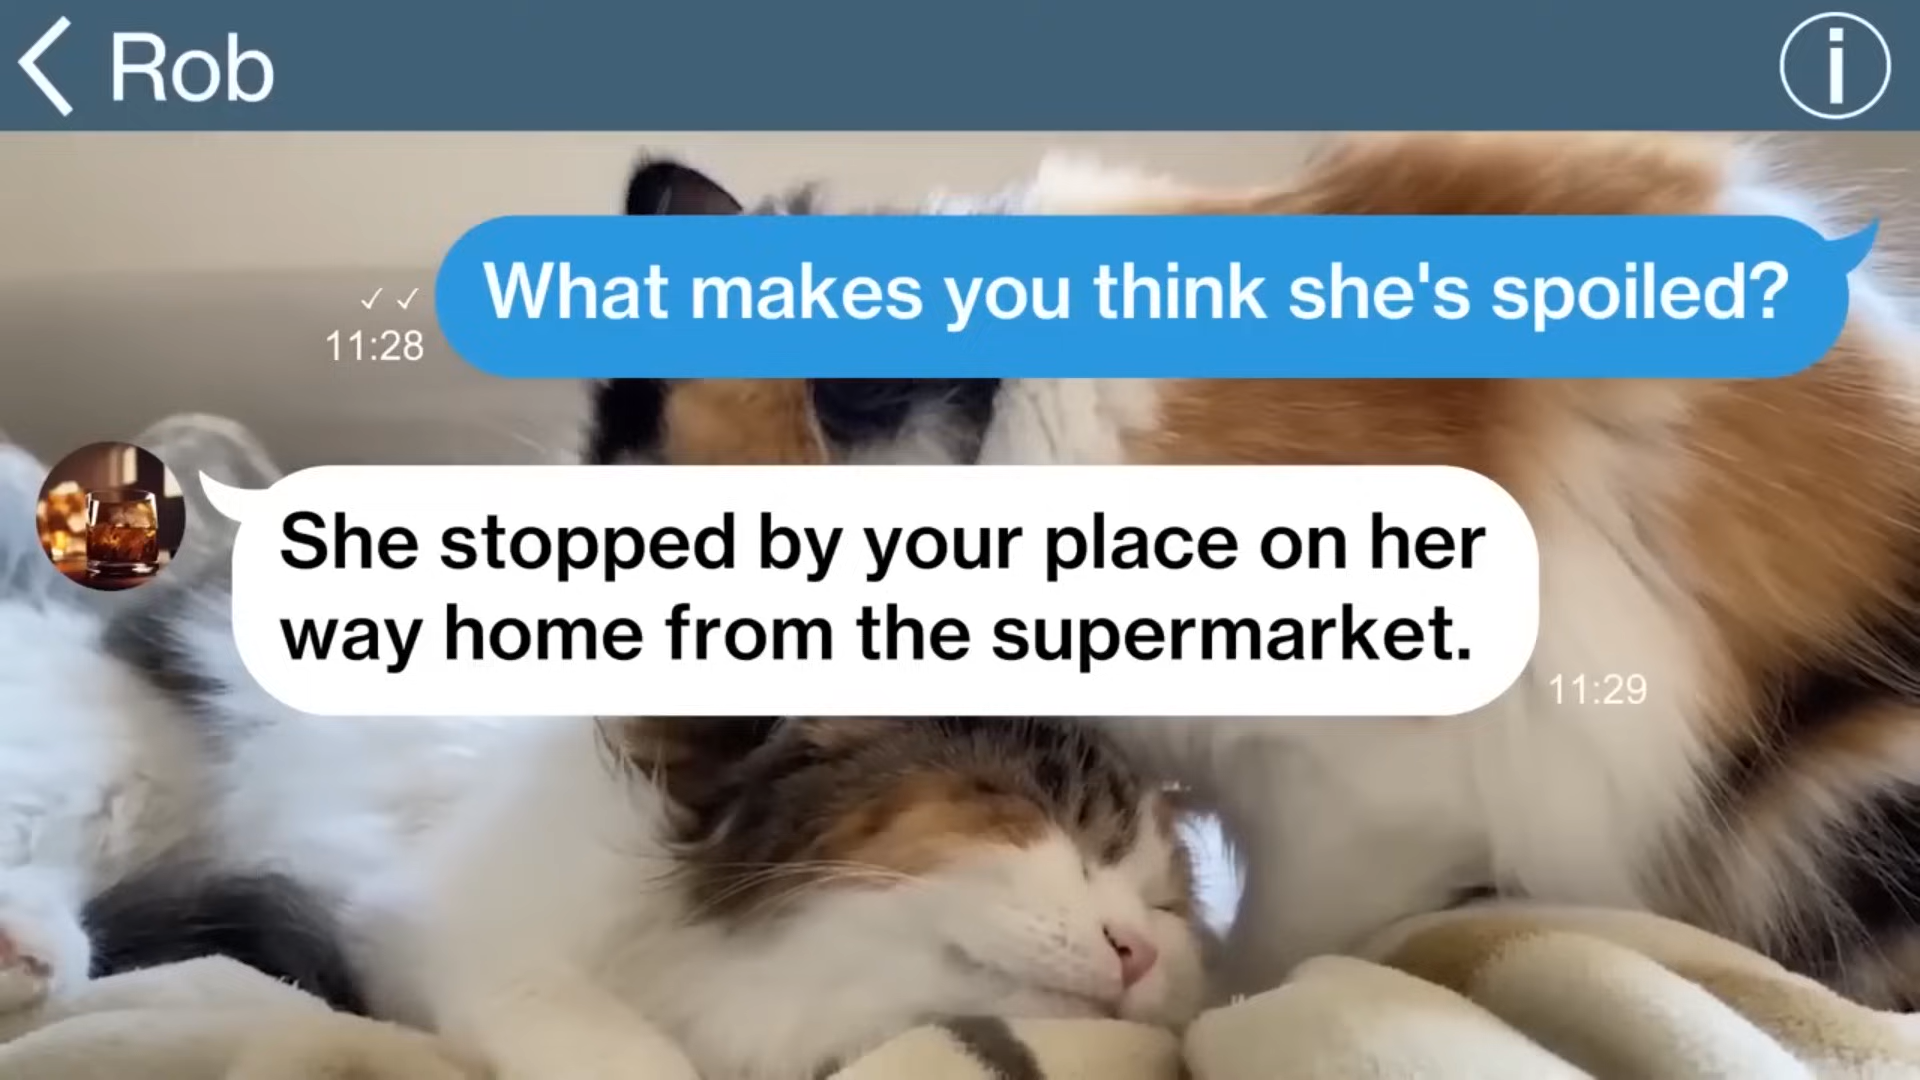 Rob
What makes you think she's spoiled?
11:28
She stopped by your place on her
way home from the supermarket.
11:29